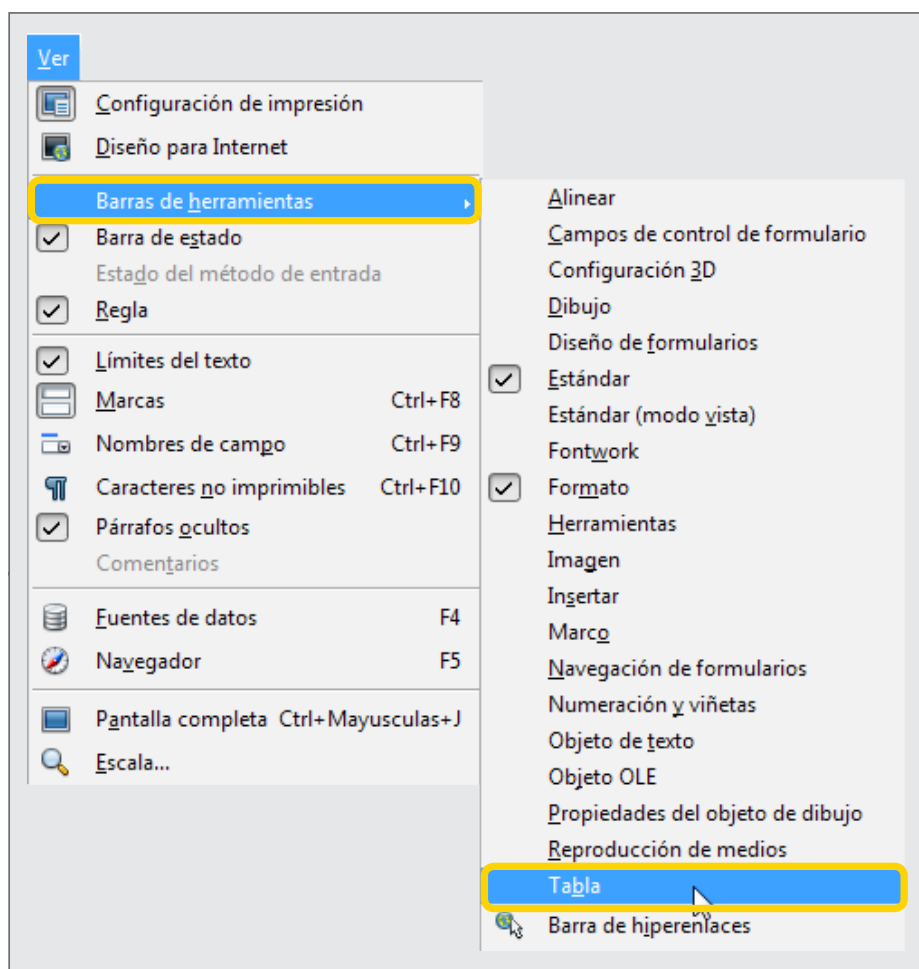 Ver
Configuración de impresión
Diseño para Internet
Barras de herramientas
Barra de estado
Estado del método de entrada
Regla
Límites del texto
Marcas Ctrl+F8
Nombres de campo Ctrl+F9
Caracteres no imprimibles Ctrl+F10
Párrafos ocultos
Comentarios
Fuentes de datos F4
Navegador F5
Pantalla completa Ctrl+Mayusculas+J
Escala...
Alinear
Campos de control de formulario
Configuración 3D
Dibujo
Diseño de formularios
Estándar
Estándar (modo vista)
Fontwork
Formato
Herramientas
Imagen
Insertar
Marco
Navegación de formularios
Numeración y viñetas
Objeto de texto
Objeto OLE
Propiedades del objeto de dibujo
Reproducción de medios
Tabla
Barra de hiperenlaces